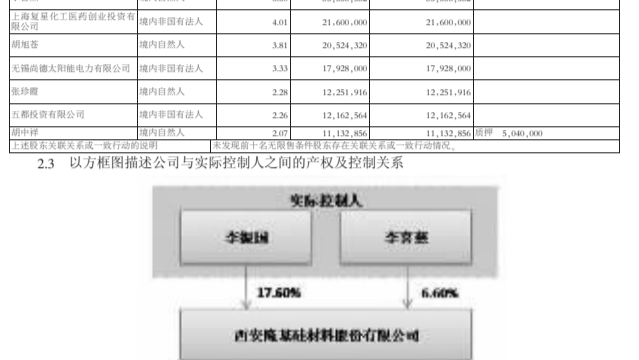 上海复星化工医药创业投资有限公司 境内非国有法人 4.01 21,600,000 21,600,000
胡旭苍 境内自然人 3.81 20,524,320 20,524,320
无锡尚德太阳能电力有限公司 境内非国有法人 3.33 17,928,000 17,928,000
张珍霞 境内自然人 2.28 12,251,916 12,251,916
五都投资有限公司 境内非国有法人 2.26 12,162,564 12,162,564
胡中祥 境内自然人 2.07 11,132,856 11,132,856 质押 5,040,000
上述股东关联关系或一致行动的说明 未发现前十名无限售条件股东存在关联关系或一致行动情况。
2.3 以方框图描述公司与实际控制人之间的产权及控制关系
实际控制人
李振国 李喜燕
17.60% 6.60%
西安隆基硅材料股份有限公司